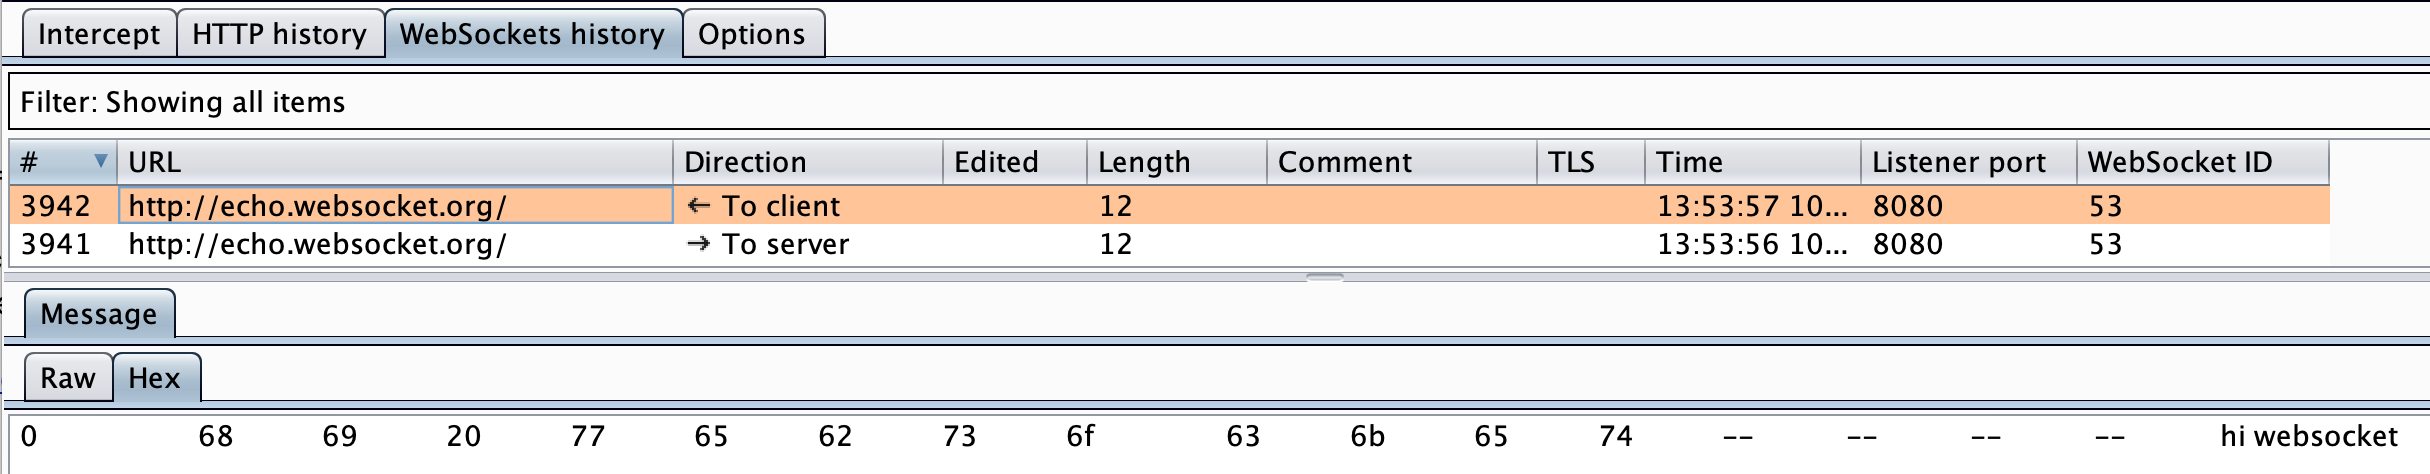 Intercept HTTP history WebSockets history Options
Filter: Showing all items
# URL Direction Edited Length Comment TLS Time Listener port WebSocket ID
3942 http://echo.websocket.org/ ← To client 12 13:53:57 10... 8080 53
3941 http://echo.websocket.org/ → To server 12 13:53:56 10... 8080 53
Message
Raw Hex
0 68 69 20 77 65 62 73 6f 63 6b 65 74 -- -- -- -- hi websocket